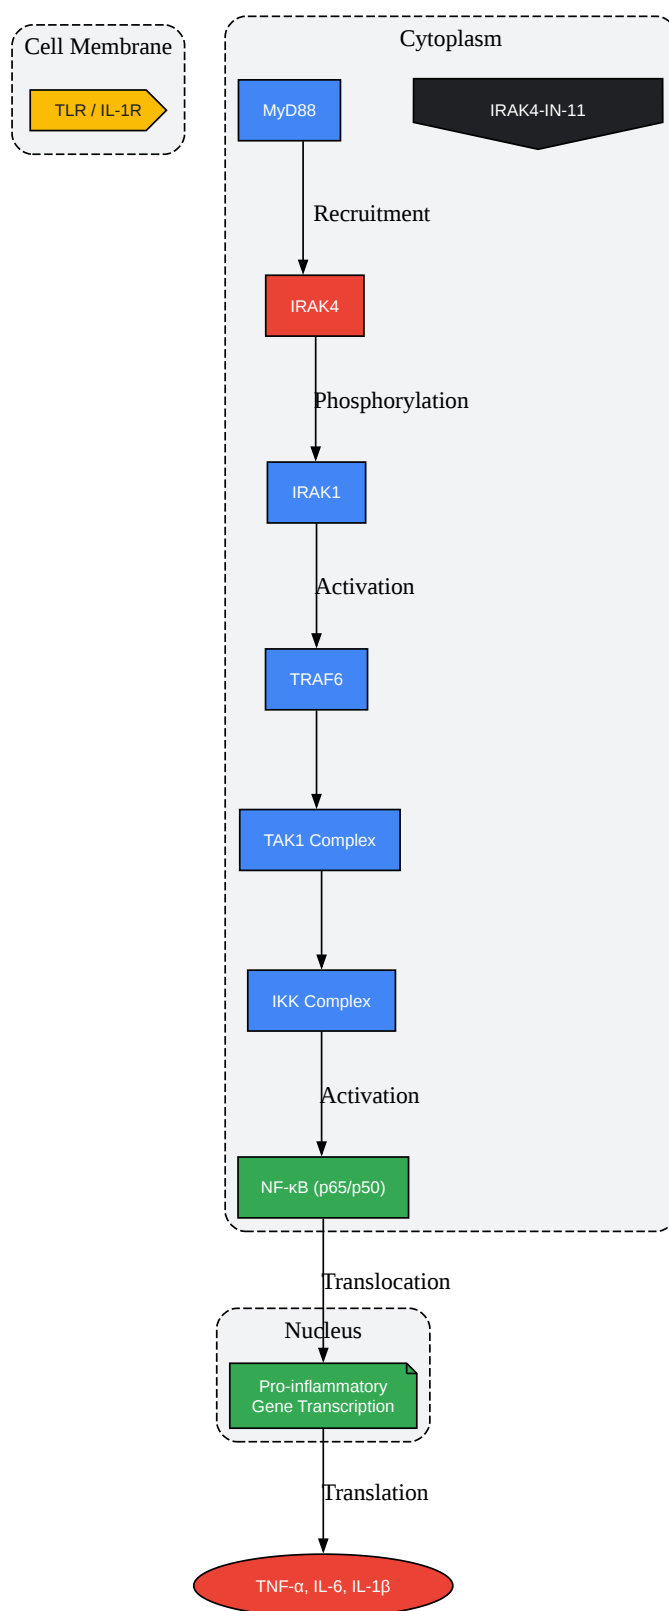 Cell Membrane
TLR / IL-1R
Cytoplasm
MyD88
IRAK4-IN-11
Recruitment
IRAK4
Phosphorylation
IRAK1
Activation
TRAF6
TAK1 Complex
IKK Complex
Activation
NF-κB (p65/p50)
Translocation
Nucleus
Pro-inflammatory
Gene Transcription
Translation
TNF-α, IL-6, IL-1β